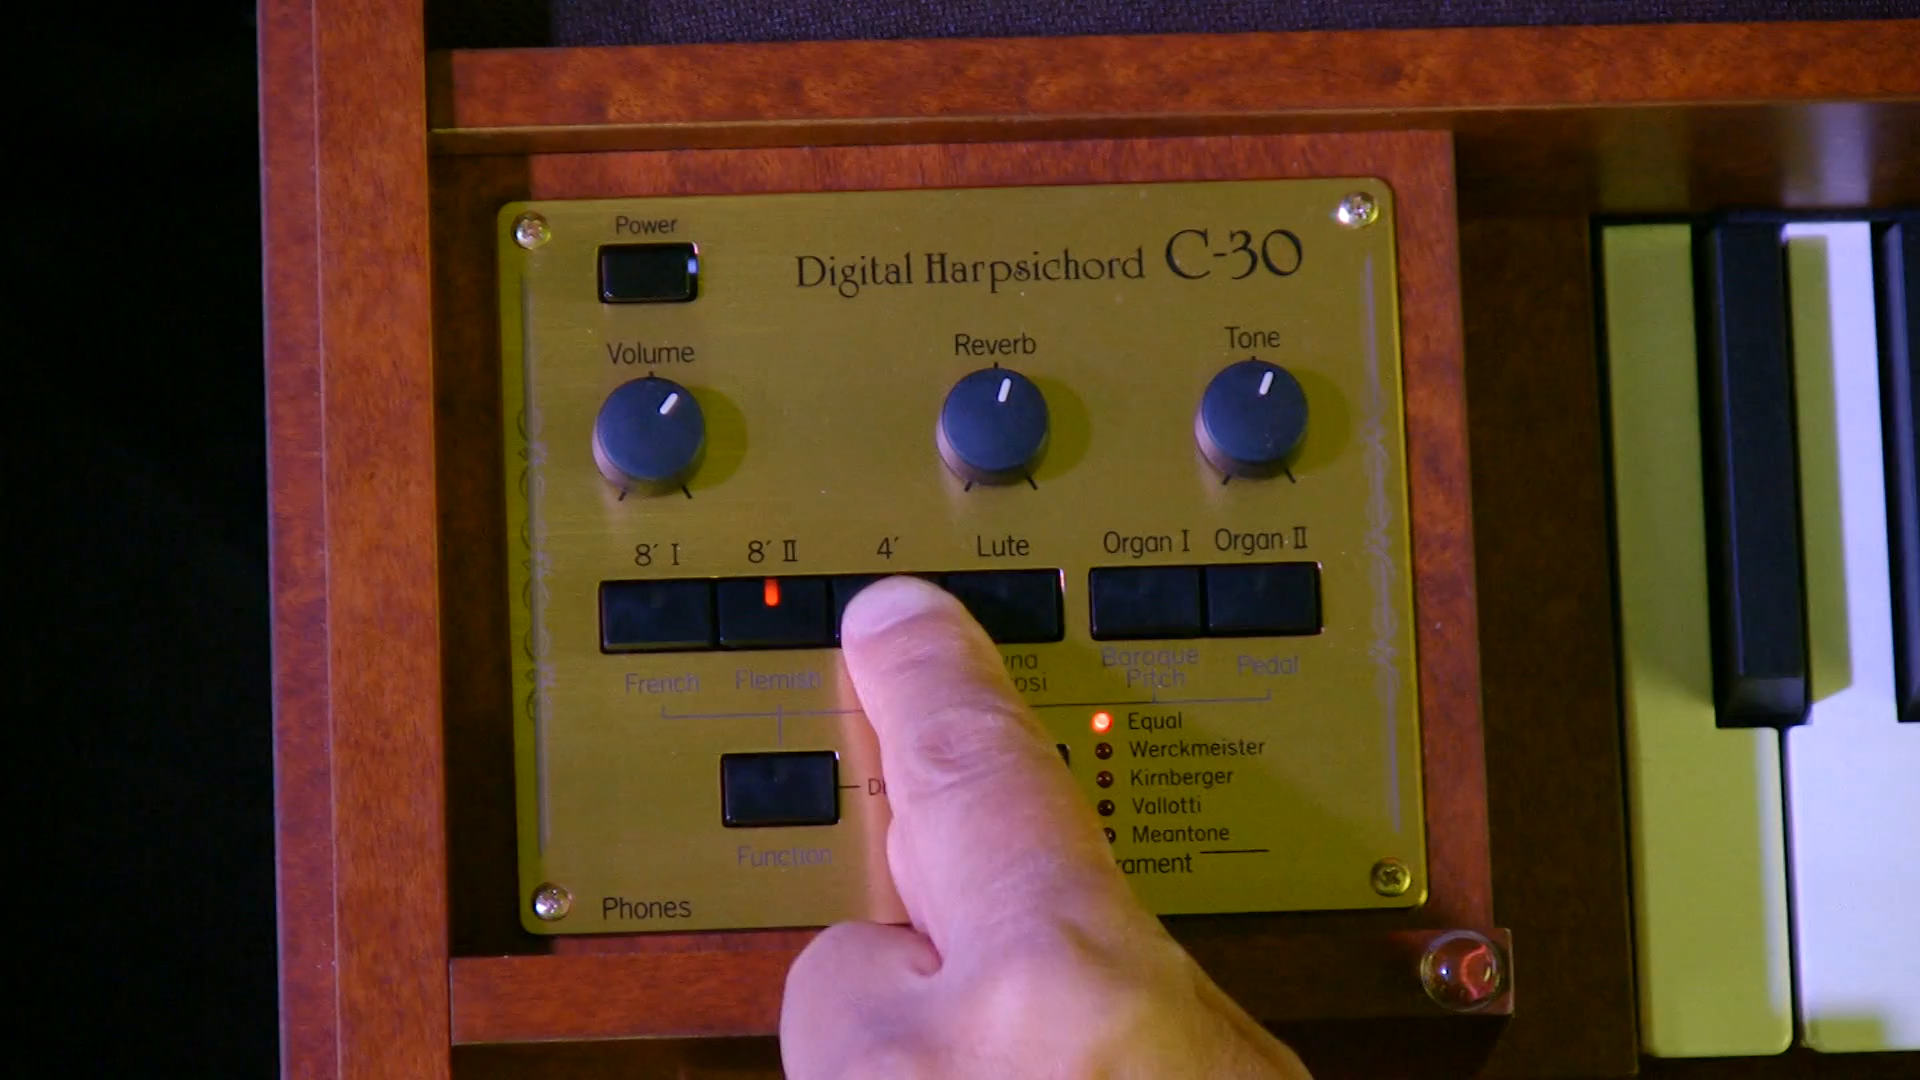 Power
Digital Harpsichord C-30
Volume
Reverb
Tone
8′ I
8′ II
4′
Lute
Organ I
Organ II
French
Flemish
Baroque
Pitch
Pedal
Equal
Werckmeister
Kirnberger
Vallotti
Meantone
Function
Phones